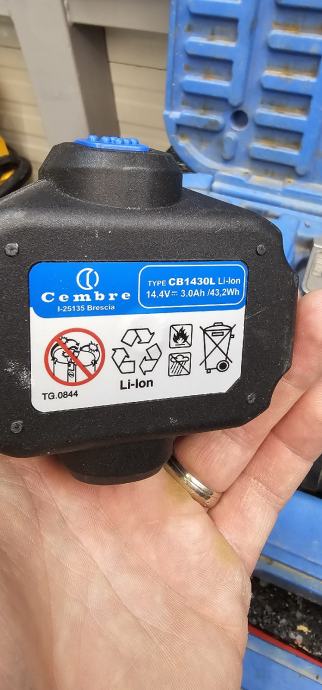 Cembre
I-25135 Brescia
TYPE CB1430L Li-Ion
14.4V⎓ 3.0Ah /43,2Wh
Li-Ion
TG.0844